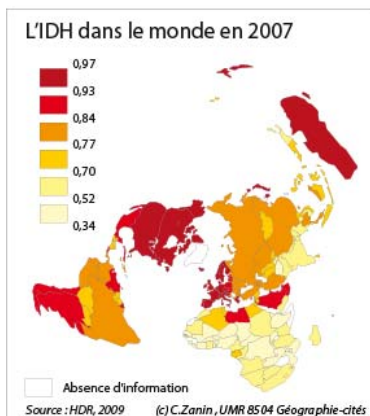 L'IDH dans le monde en 2007
0,97
0,93
0,84
0,77
0,70
0,52
0,34
Absence d'information
Source : HDR, 2009 (c) C.Zanin , UMR 8504 Géographie-cités